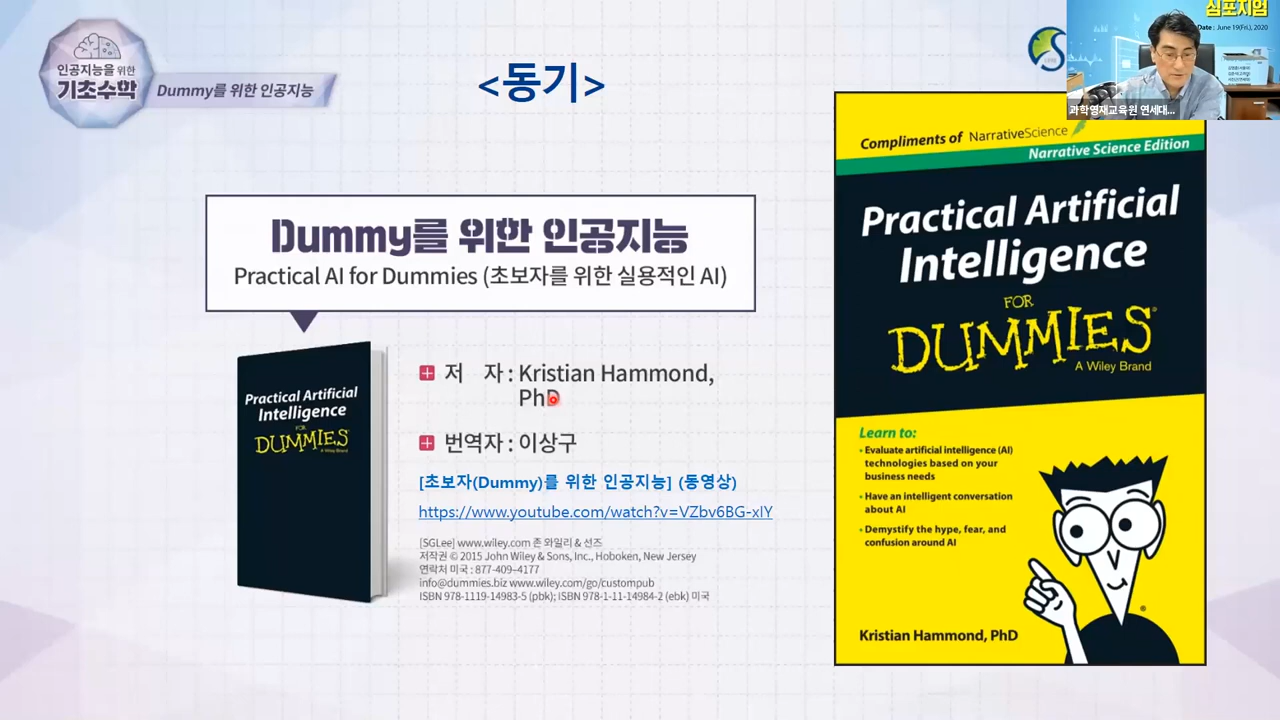 인공지능을 위한
기초수학
Dummy를 위한 인공지능
<동기>
심포지엄
Date : June 19(Fri.), 2020
과학영재교육원 연세대...
Dummy를 위한 인공지능
Practical AI for Dummies (초보자를 위한 실용적인 AI)
Practical Artificial
Intelligence
FOR
DUMMIES
A Wiley Brand
저 자 : Kristian Hammond,
PhD
번역자 : 이상구
[초보자(Dummy)를 위한 인공지능] (동영상)
https://www.youtube.com/watch?v=VZbv6BG-xIY
[SGLee] www.wiley.com 존 와일리 & 선즈
저작권 © 2015 John Wiley & Sons, Inc., Hoboken, New Jersey
연락처 미국 : 877-409-4177
info@dummies.biz www.wiley.com/go/custompub
ISBN 978-1119-14983-5 (pbk); ISBN 978-1-11-14984-2 (ebk) 미국
Compliments of NarrativeScience
Narrative Science Edition
Practical Artificial
Intelligence
FOR
DUMMIES®
A Wiley Brand
Learn to:
• Evaluate artificial intelligence (AI)
technologies based on your
business needs
• Have an intelligent conversation
about AI
• Demystify the hype, fear, and
confusion around AI
®
Kristian Hammond, PhD